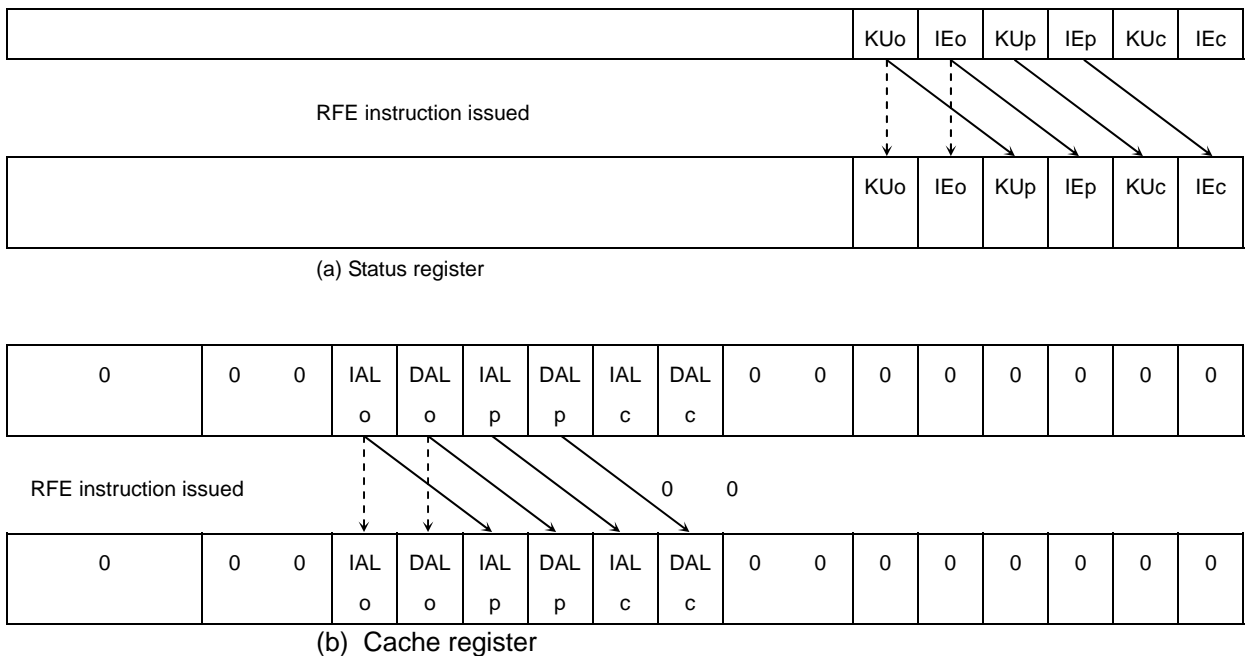 KUo IEo KUp IEp KUc IEc
RFE instruction issued
KUo IEo KUp IEp KUc IEc
(a) Status register
0 0 0 IAL DAL IAL DAL IAL DAL 0 0 0 0 0 0 0 0
o o p p c c
RFE instruction issued 0 0
0 0 0 IAL DAL IAL DAL IAL DAL 0 0 0 0 0 0 0 0
o o p p c c
(b) Cache register